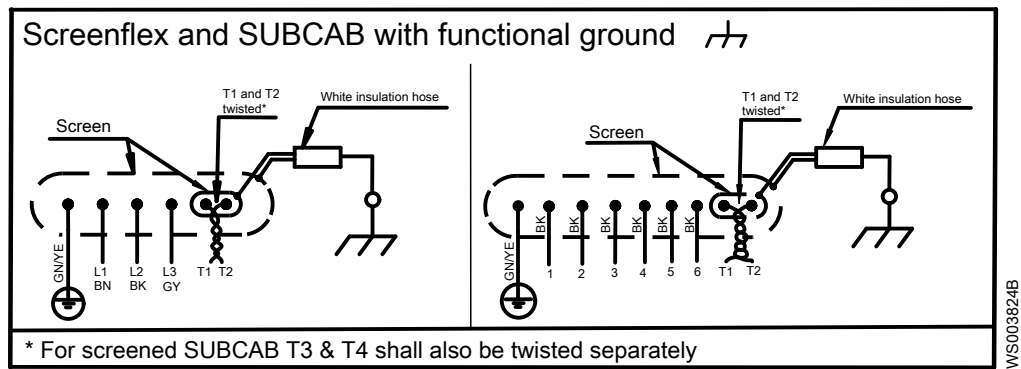 Screenflex and SUBCAB with functional ground
T1 and T2
twisted*
White insulation hose
Screen
GN/YE
L1
BN
L2
BK
L3
GY
T1 T2
T1 and T2
twisted*
White insulation hose
Screen
GN/YE
BK
BK
BK
BK
BK
BK
1
2
3
4
5
6
T1 T2
* For screened SUBCAB T3 & T4 shall also be twisted separately
WS003824B